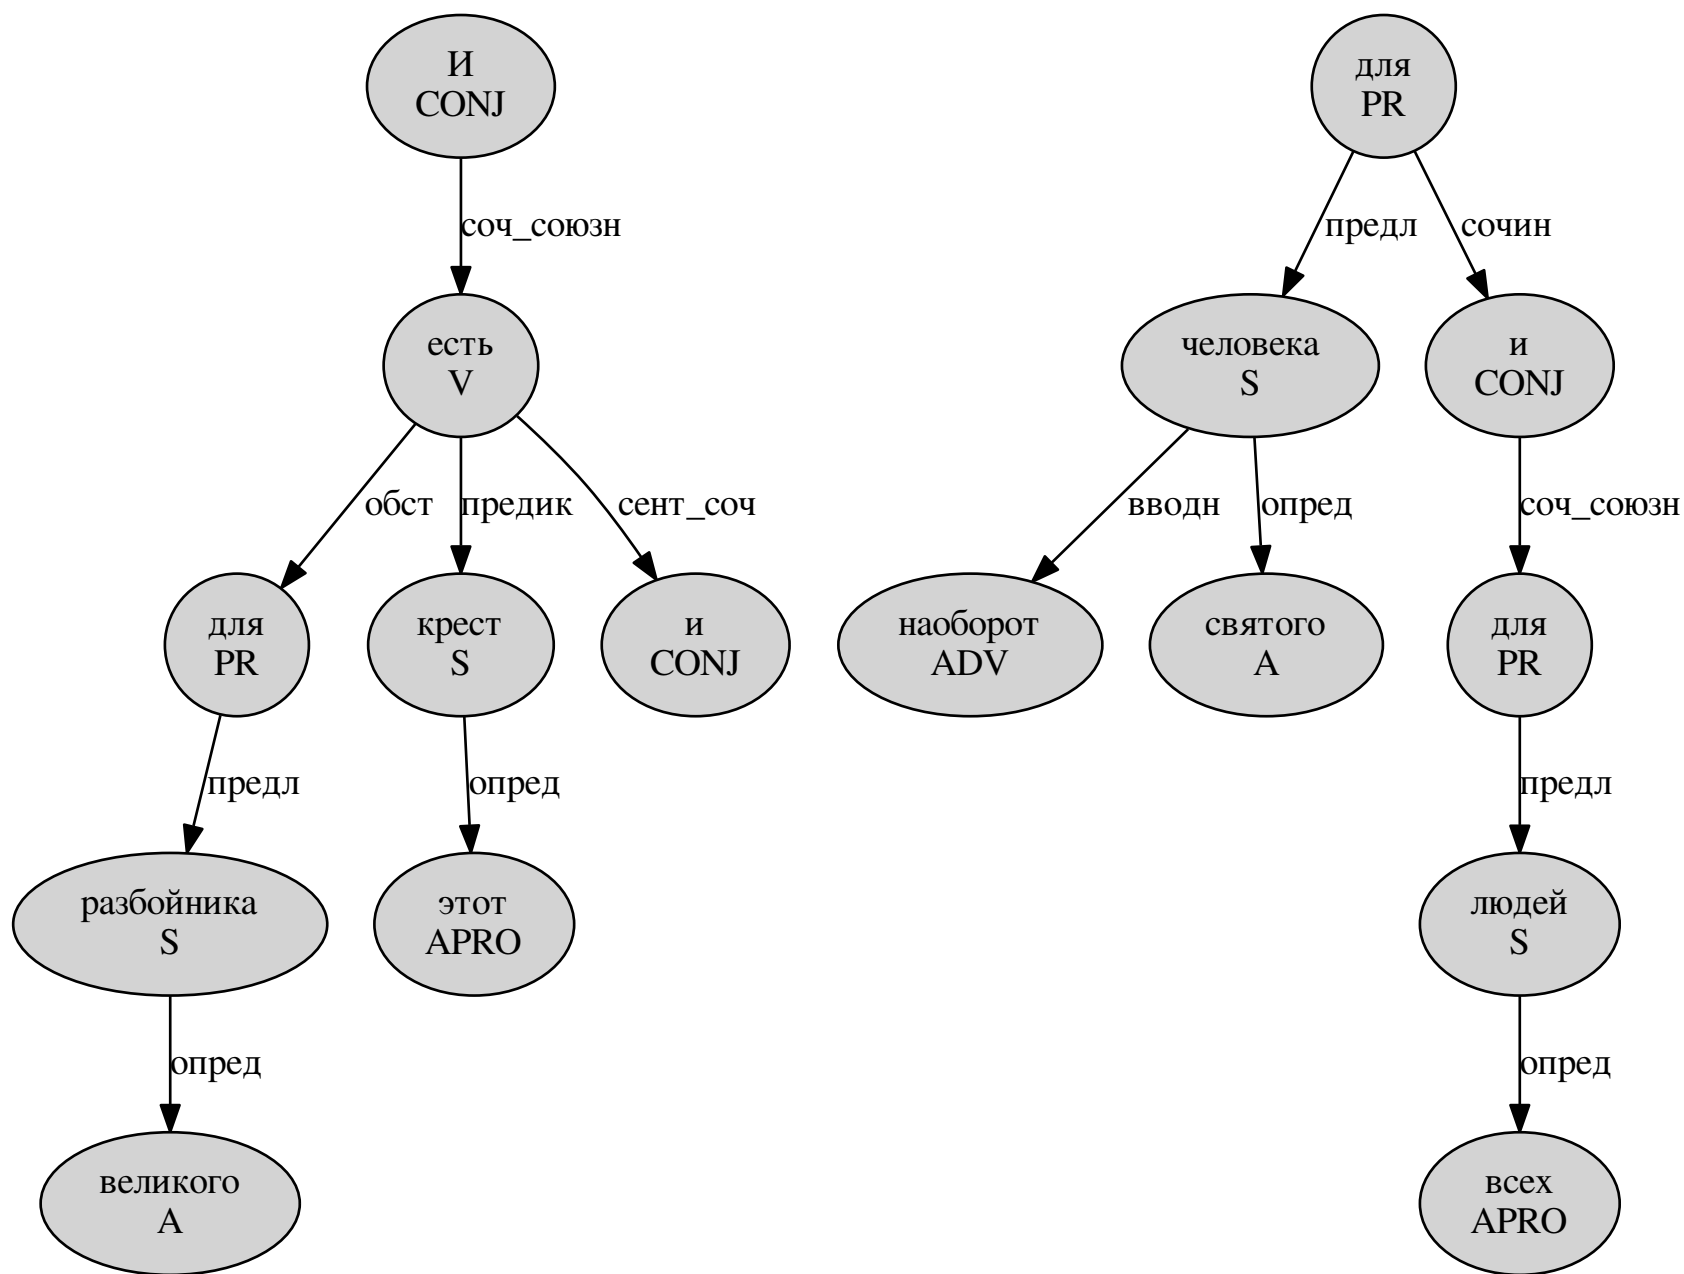 И
CONJ
для
PR
соч_союзн
предл
сочин
есть
V
человека
S
и
CONJ
обст
предик
сент_соч
вводн
опред
соч_союзн
для
PR
крест
S
и
CONJ
наоборот
ADV
святого
A
для
PR
предл
опред
предл
разбойника
S
этот
APRO
людей
S
опред
опред
великого
A
всех
APRO